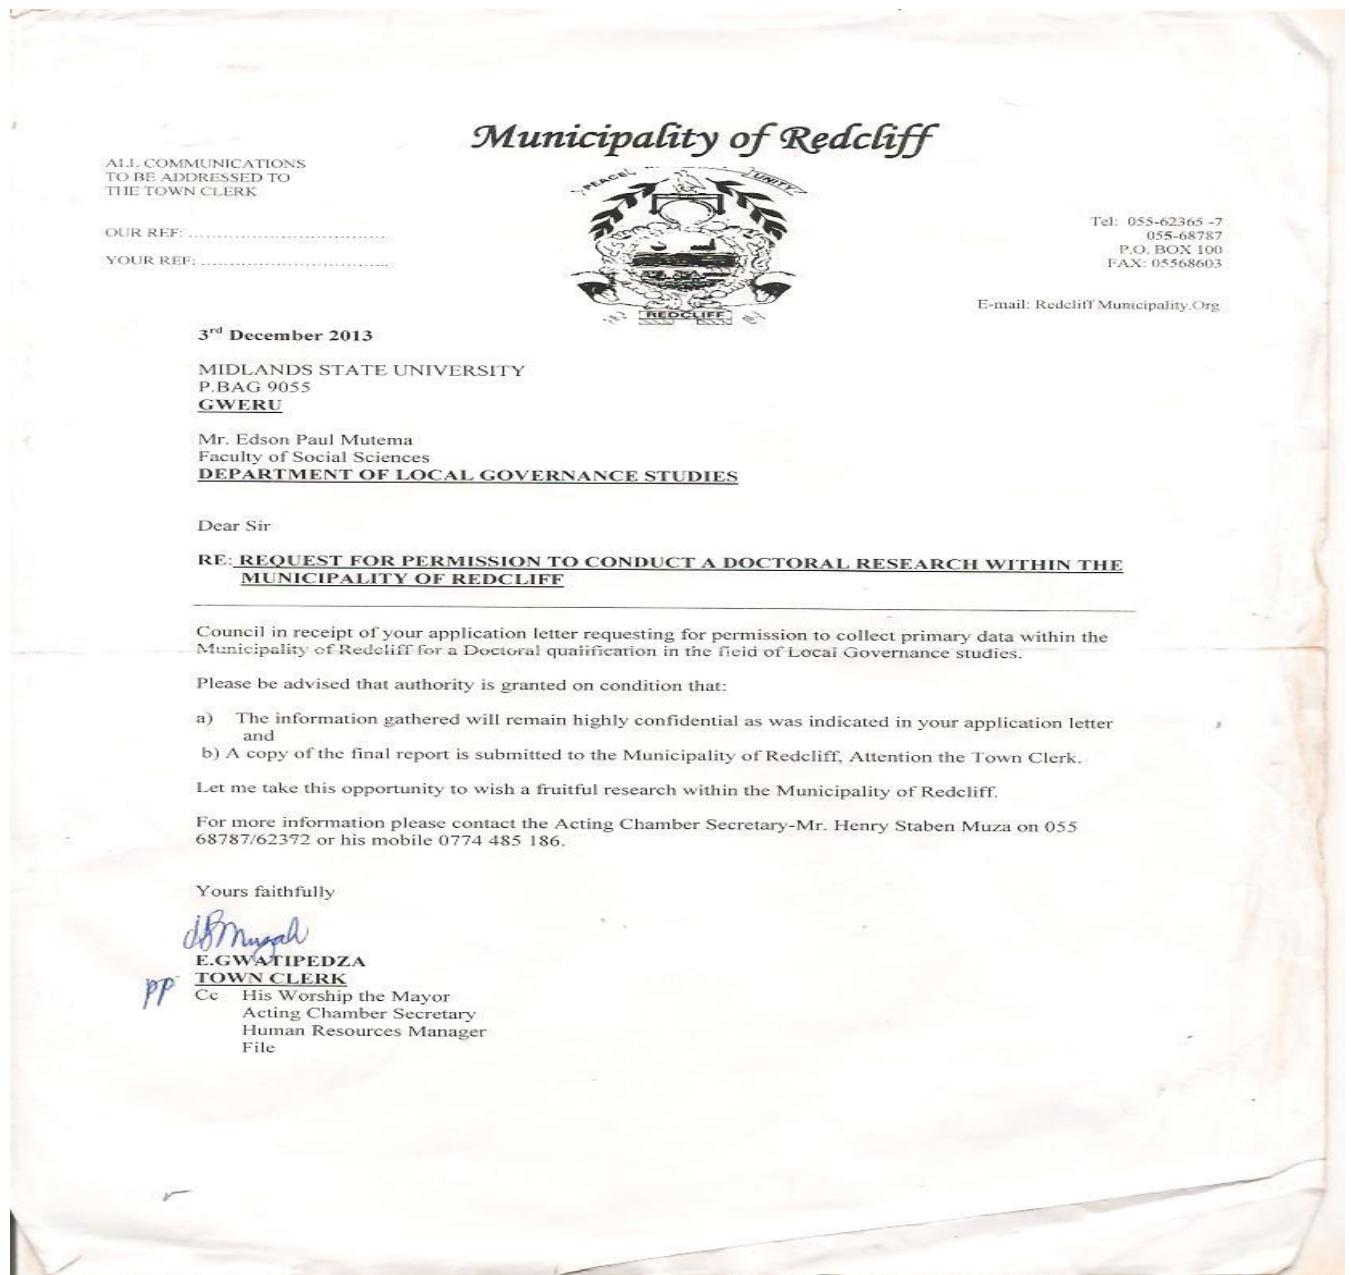 Municipality of Redcliff
ALL COMMUNICATIONS
TO BE ADDRESSED TO
THE TOWN CLERK
OUR REF: ....................................
YOUR REF: ..................................
PEACE
UNITY
REDCLIFF
Tel: 055-62365 -7
055-68787
P.O. BOX 100
FAX: 05568603
E-mail: Redcliff Municipality.Org
3rd December 2013
MIDLANDS STATE UNIVERSITY
P.BAG 9055
GWERU
Mr. Edson Paul Mutema
Faculty of Social Sciences
DEPARTMENT OF LOCAL GOVERNANCE STUDIES
Dear Sir
RE: REQUEST FOR PERMISSION TO CONDUCT A DOCTORAL RESEARCH WITHIN THE
MUNICIPALITY OF REDCLIFF
Council in receipt of your application letter requesting for permission to collect primary data within the
Municipality of Redcliff for a Doctoral qualification in the field of Local Governance studies.
Please be advised that authority is granted on condition that:
a) The information gathered will remain highly confidential as was indicated in your application letter
and
b) A copy of the final report is submitted to the Municipality of Redcliff, Attention the Town Clerk.
Let me take this opportunity to wish a fruitful research within the Municipality of Redcliff.
For more information please contact the Acting Chamber Secretary-Mr. Henry Staben Muza on 055
68787/62372 or his mobile 0774 485 186.
Yours faithfully
E.GWATIPEDZA
pp TOWN CLERK
Cc His Worship the Mayor
Acting Chamber Secretary
Human Resources Manager
File